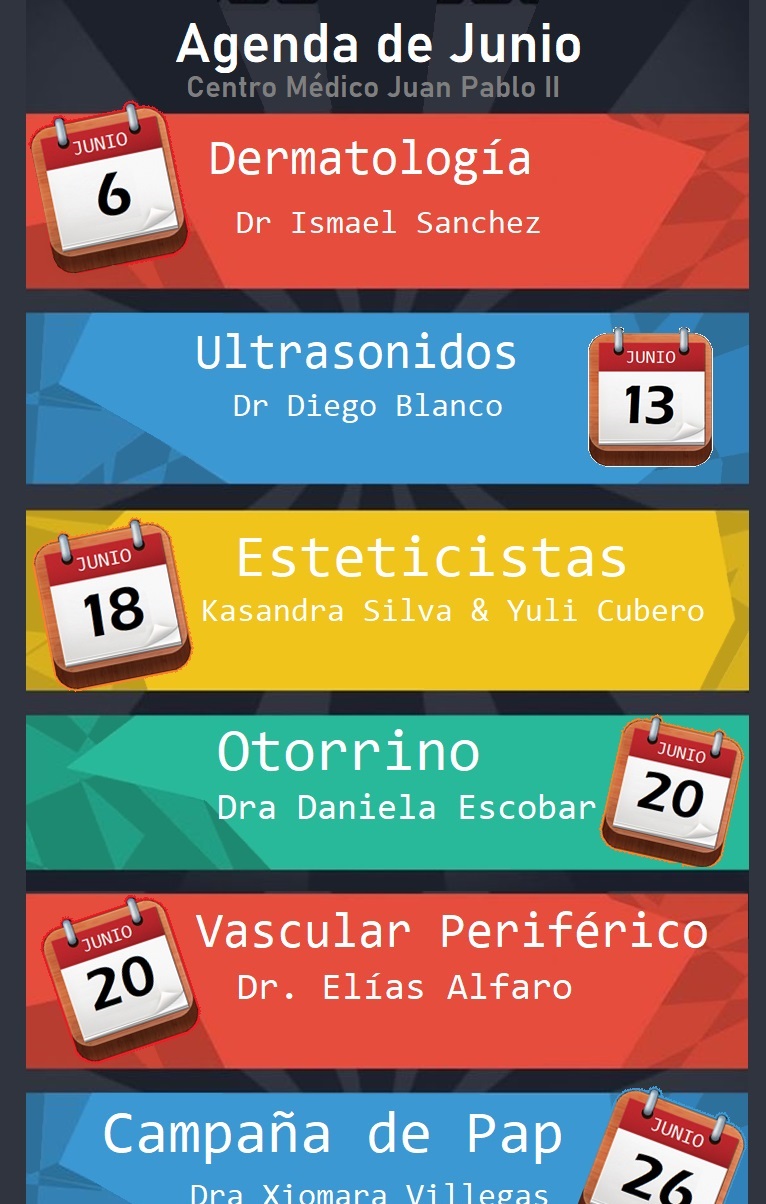 Agenda de Junio
Centro Médico Juan Pablo II
JUNIO
6
Dermatología
Dr Ismael Sanchez
Ultrasonidos
Dr Diego Blanco
JUNIO
13
JUNIO
18
Esteticistas
Kasandra Silva & Yuli Cubero
Otorrino
Dra Daniela Escobar
JUNIO
20
JUNIO
20
Vascular Periférico
Dr. Elías Alfaro
Campaña de Pap
Dra Xiomara Villegas
JUNIO
26